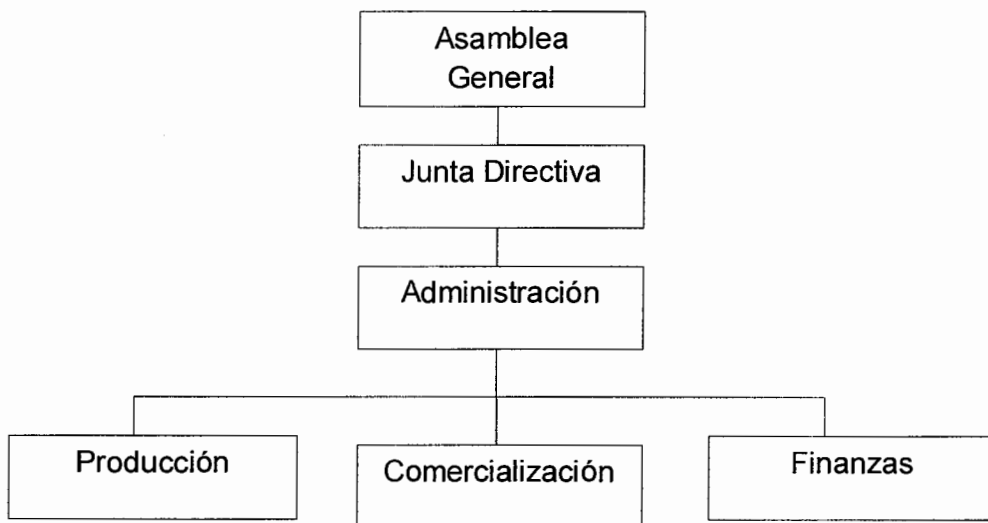 Asamblea
General
Junta Directiva
Administración
Producción
Comercialización
Finanzas